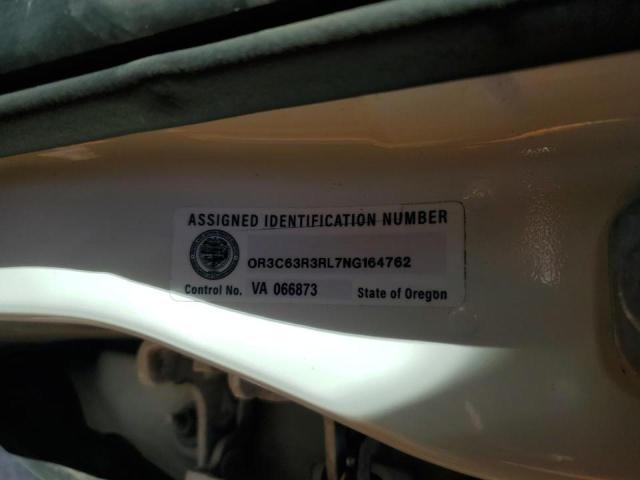 ASSIGNED IDENTIFICATION NUMBER
OR3C63R3RL7NG164762
Control No. VA 066873 State of Oregon